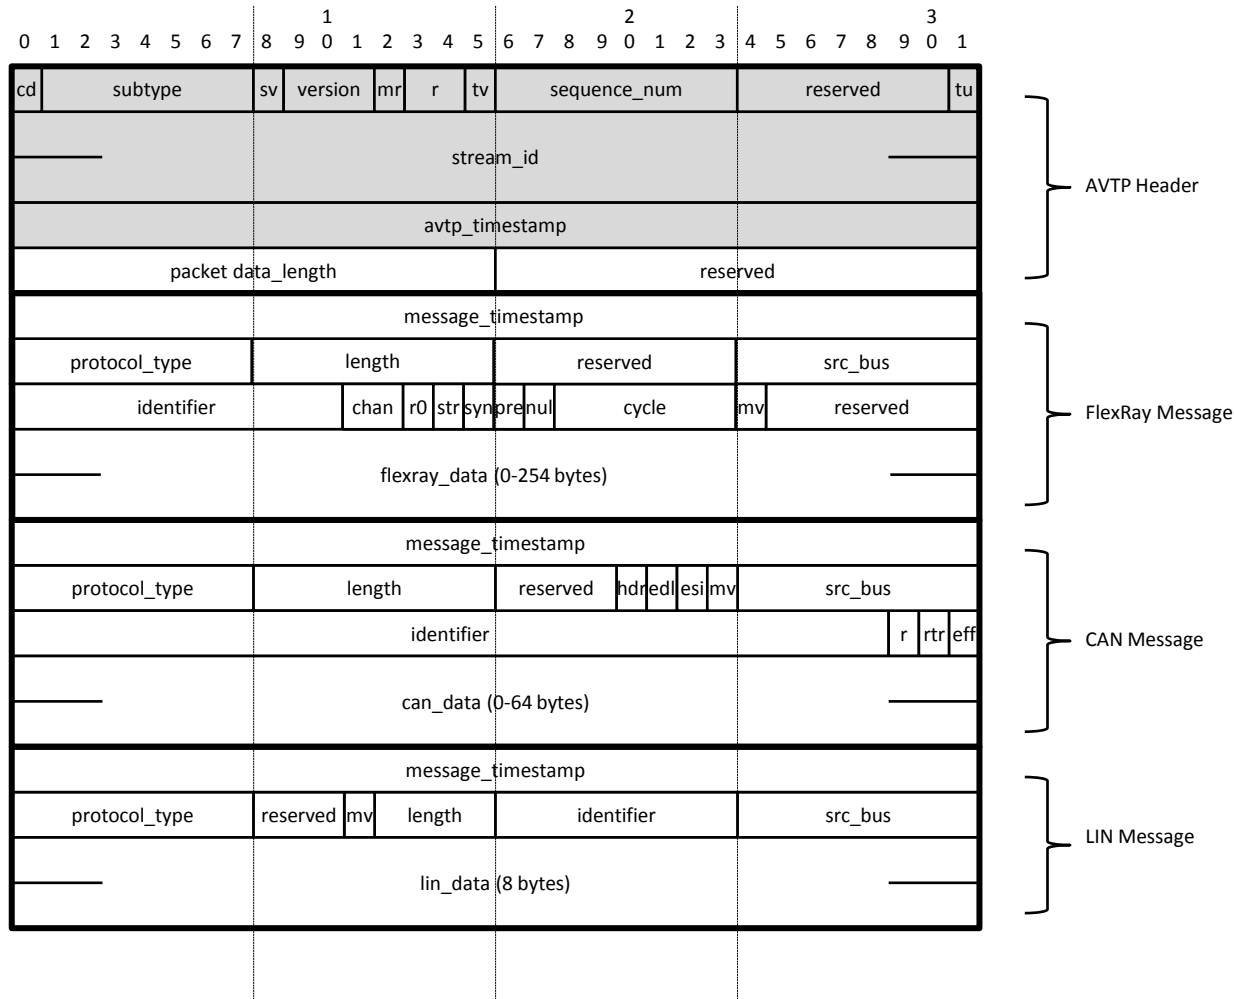 1 2 3
0 1 2 3 4 5 6 7 8 9 0 1 2 3 4 5 6 7 8 9 0 1 2 3 4 5 6 7 8 9 0 1
cd subtype sv version mr r tv sequence_num reserved tu
stream_id
AVTP Header
avtp_timestamp
packet data_length reserved
message_timestamp
protocol_type length reserved src_bus
identifier chan r0 str syn pre nul cycle mv reserved
FlexRay Message
flexray_data (0-254 bytes)
message_timestamp
protocol_type length reserved hdr edl esi mv src_bus
identifier r rtr eff
CAN Message
can_data (0-64 bytes)
message_timestamp
protocol_type reserved mv length identifier src_bus
LIN Message
lin_data (8 bytes)